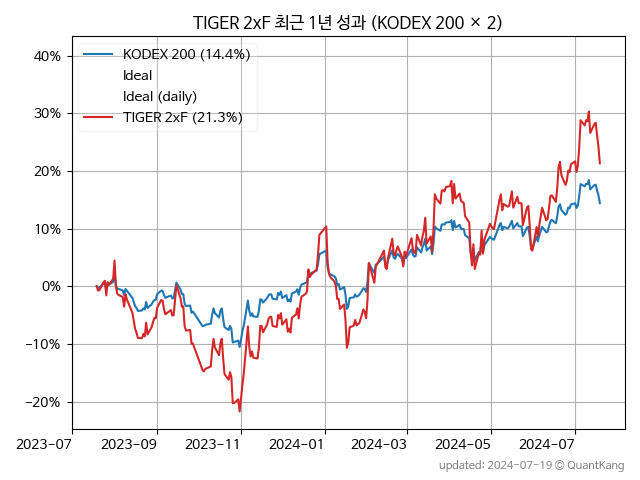 TIGER 2xF 최근 1년 성과 (KODEX 200 × 2)
KODEX 200 (14.4%)
Ideal
Ideal (daily)
TIGER 2xF (21.3%)
40%
30%
20%
10%
0%
−10%
−20%
2023-07 2023-09 2023-11 2024-01 2024-03 2024-05 2024-07
updated: 2024-07-19 © QuantKang